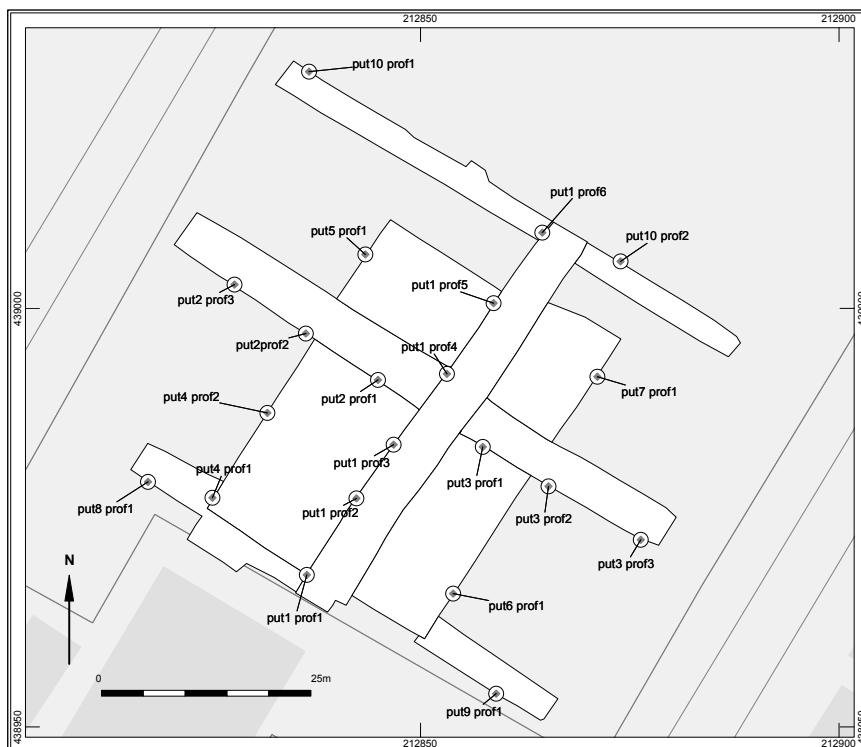 212850
212900
put10 prof1
put1 prof6
put5 prof1
put10 prof2
put1 prof5
put2 prof3
439000
439000
put2prof2
put1 prof4
put2 prof1
put7 prof1
put4 prof2
put1 prof3
put3 prof1
put4 prof1
put8 prof1
put1 prof2
put3 prof2
put3 prof3
N
put6 prof1
put1 prof1
0
25m
put9 prof1
438950
438950
212850
212900